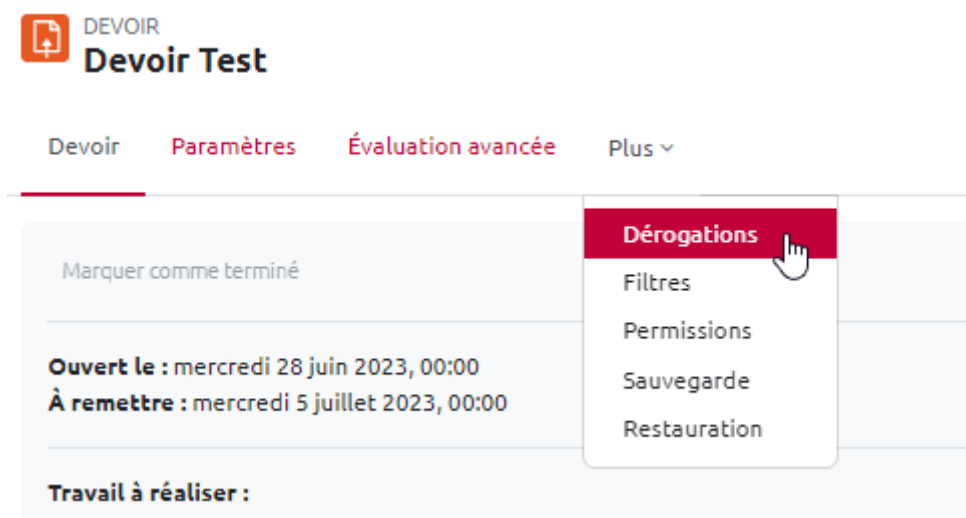 DEVOIR
Devoir Test
Devoir Paramètres Évaluation avancée Plus
Dérogations
Filtres
Permissions
Sauvegarde
Restauration
Marquer comme terminé
Ouvert le : mercredi 28 juin 2023, 00:00
À remettre : mercredi 5 juillet 2023, 00:00
Travail à réaliser :